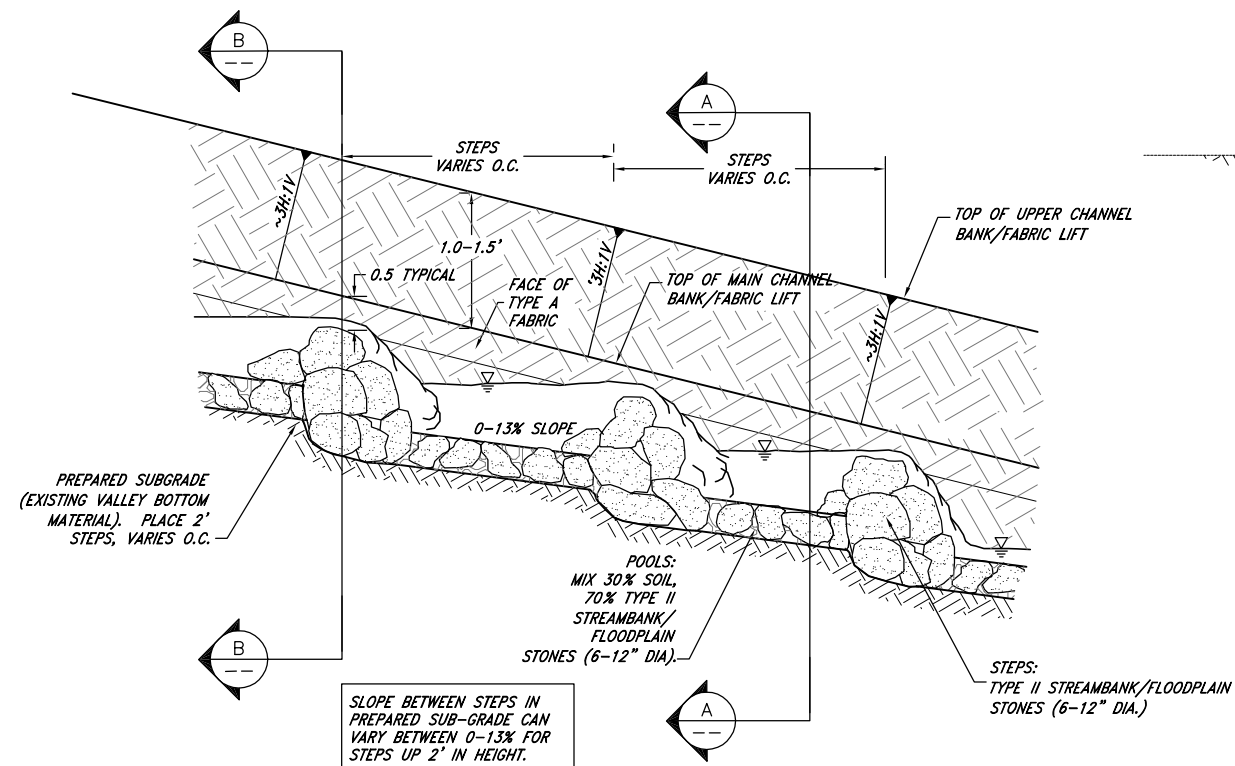 B
--
A
--
STEPS
VARIES O.C.
STEPS
VARIES O.C.
~3H:1V
1.0-1.5'
'3H:1V
~3H:1V
TOP OF UPPER CHANNEL
BANK/FABRIC LIFT
0.5 TYPICAL
FACE OF
TYPE A
FABRIC
TOP OF MAIN CHANNEL
BANK/FABRIC LIFT
0-13% SLOPE
PREPARED SUBGRADE
(EXISTING VALLEY BOTTOM
MATERIAL). PLACE 2'
STEPS, VARIES O.C.
POOLS:
MIX 30% SOIL,
70% TYPE II
STREAMBANK/
FLOODPLAIN
STONES (6-12" DIA).
STEPS:
TYPE II STREAMBANK/FLOODPLAIN
STONES (6-12" DIA.)
B
--
A
--
SLOPE BETWEEN STEPS IN
PREPARED SUB-GRADE CAN
VARY BETWEEN 0-13% FOR
STEPS UP 2' IN HEIGHT.